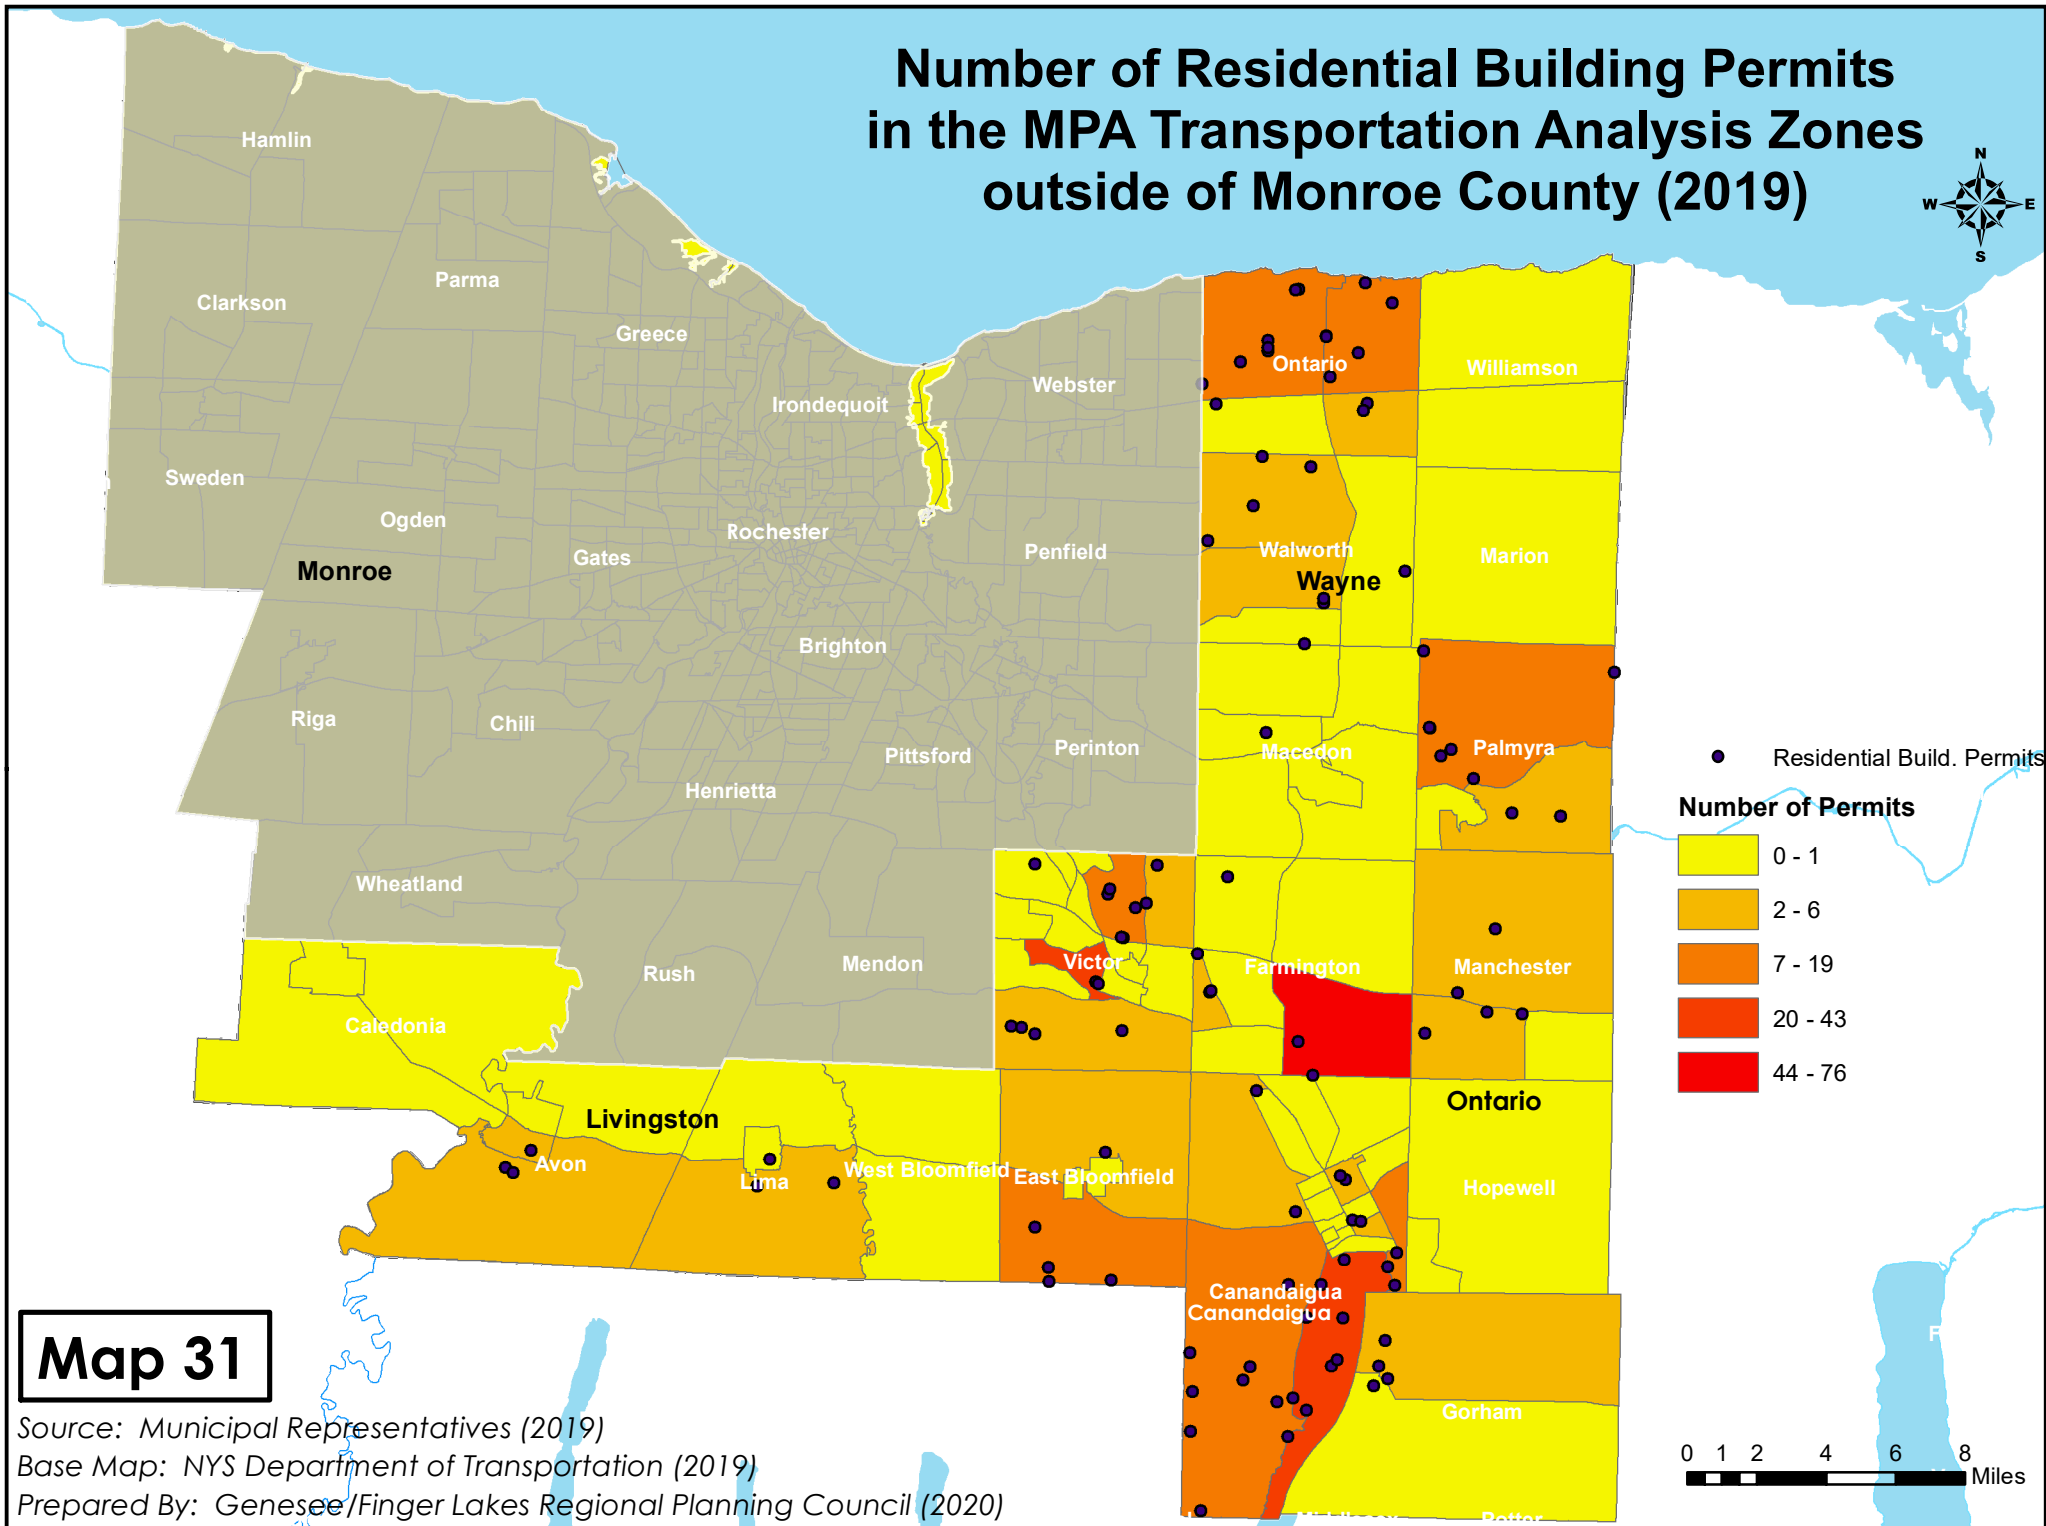 Number of Residential Building Permits
in the MPA Transportation Analysis Zones
outside of Monroe County (2019)
N
W
E
S
Hamlin
Parma
Clarkson
Greece
Ontario
Williamson
Webster
Irondequoit
Sweden
Ogden
Rochester
Gates
Penfield
Walworth
Marion
Monroe
Wayne
Brighton
Riga
Chili
Pittsford
Perinton
Macedon
Palmyra
Henrietta
Residential Build. Permits
Number of Permits
0 - 1
2 - 6
7 - 19
20 - 43
44 - 76
Wheatland
Rush
Mendon
Victor
Farmington
Manchester
Caledonia
Livingston
Ontario
Avon
Lima
West Bloomfield
East Bloomfield
Hopewell
Canandaigua
Canandaigua
Gorham
Map 31
Source: Municipal Representatives (2019)
Base Map: NYS Department of Transportation (2019)
Prepared By: Genesee/Finger Lakes Regional Planning Council (2020)
0 1 2 4 6 8
Miles